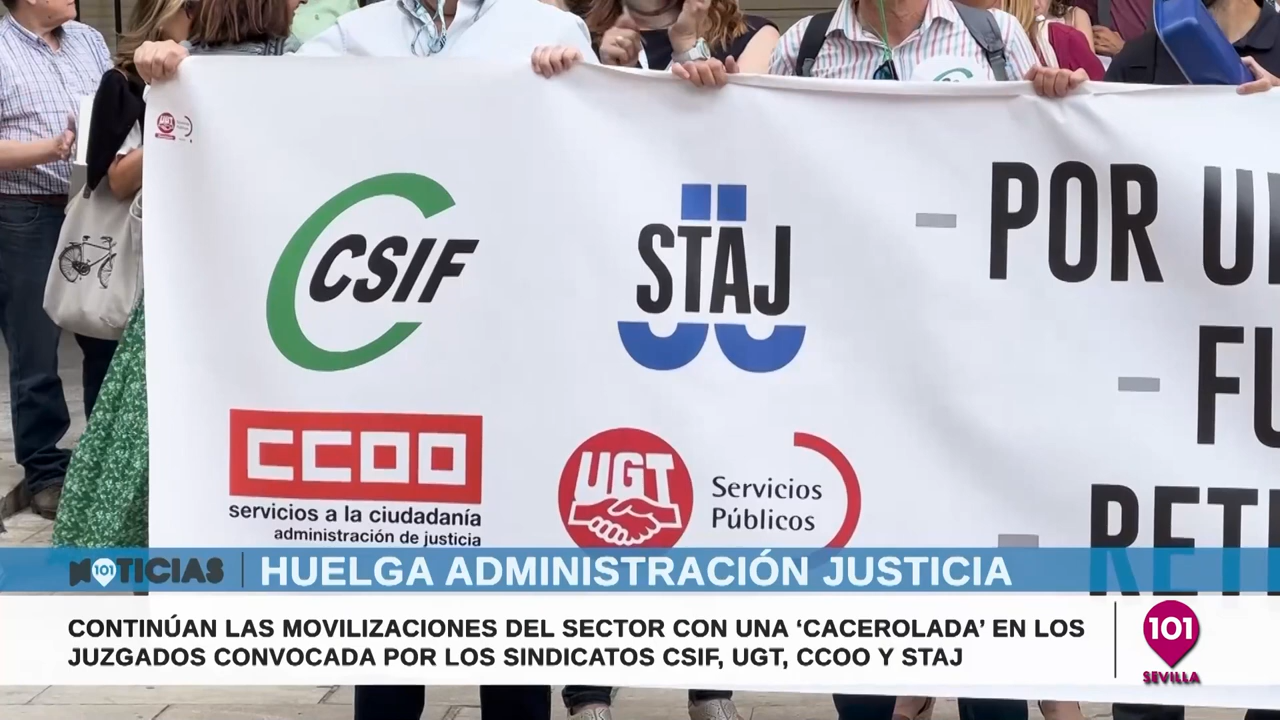 UGT
CSIF
STAJ
- POR U
- FU
CCOO
servicios a la ciudadanía
administración de justicia
UGT
Servicios
Públicos
- RET
NOTICIAS 101
HUELGA ADMINISTRACIÓN JUSTICIA
CONTINÚAN LAS MOVILIZACIONES DEL SECTOR CON UNA ‘CACEROLADA’ EN LOS
JUZGADOS CONVOCADA POR LOS SINDICATOS CSIF, UGT, CCOO Y STAJ
101
SEVILLA